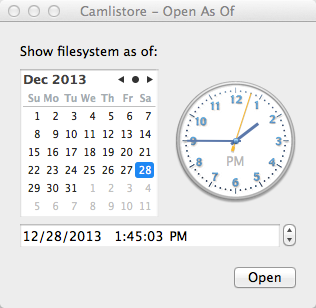 Camlistore – Open As Of
Show filesystem as of:
Dec 2013
Su Mo Tu We Th Fr Sa
1 2 3 4 5 6 7
8 9 10 11 12 13 14
15 16 17 18 19 20 21
22 23 24 25 26 27 28
29 30 31 1 2 3 4
5 6 7 8 9 10 11
12 1 2 3 4 5 6 7 8 9 10 11
PM
12/28/2013 1:45:03 PM
Open